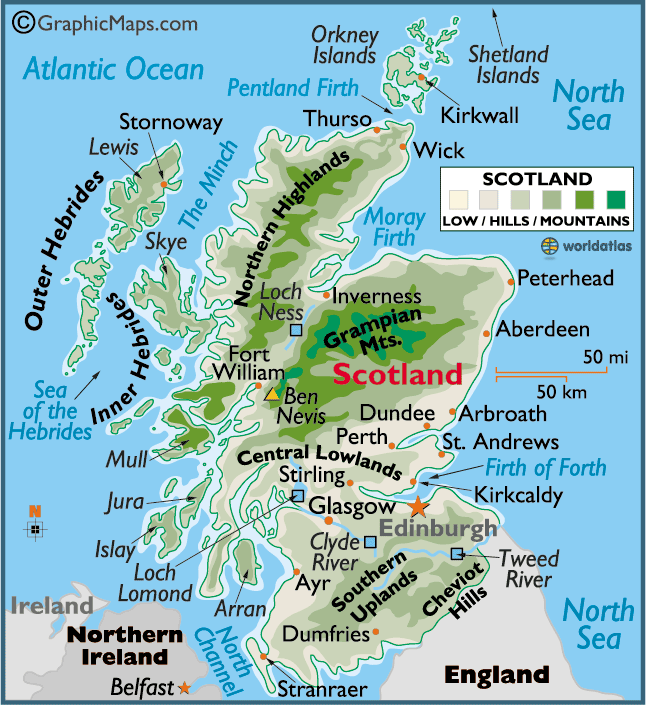 © GraphicMaps.com
Orkney
Islands
Shetland
Islands
Atlantic Ocean
Pentland Firth
North
Sea
Thurso
Kirkwall
Stornoway
Lewis
The Minch
Wick
SCOTLAND
LOW / HILLS / MOUNTAINS
worldatlas
Outer Hebrides
Northern Highlands
Moray
Firth
Skye
Peterhead
Inner Hebrides
Loch
Ness
Inverness
Grampian
Mts.
Aberdeen
Fort
William
50 mi
50 km
Scotland
Sea
of the
Hebrides
Ben
Nevis
Dundee
Arbroath
Perth
St. Andrews
Mull
Central Lowlands
Firth of Forth
Stirling
Kirkcaldy
Jura
Glasgow
Edinburgh
N
Islay
Clyde
River
Tweed
River
Loch
Lomond
Southern
Uplands
Cheviot
Hills
Ayr
Arran
Ireland
North
Sea
Northern
Ireland
North
Channel
Dumfries
Belfast
Stranraer
England